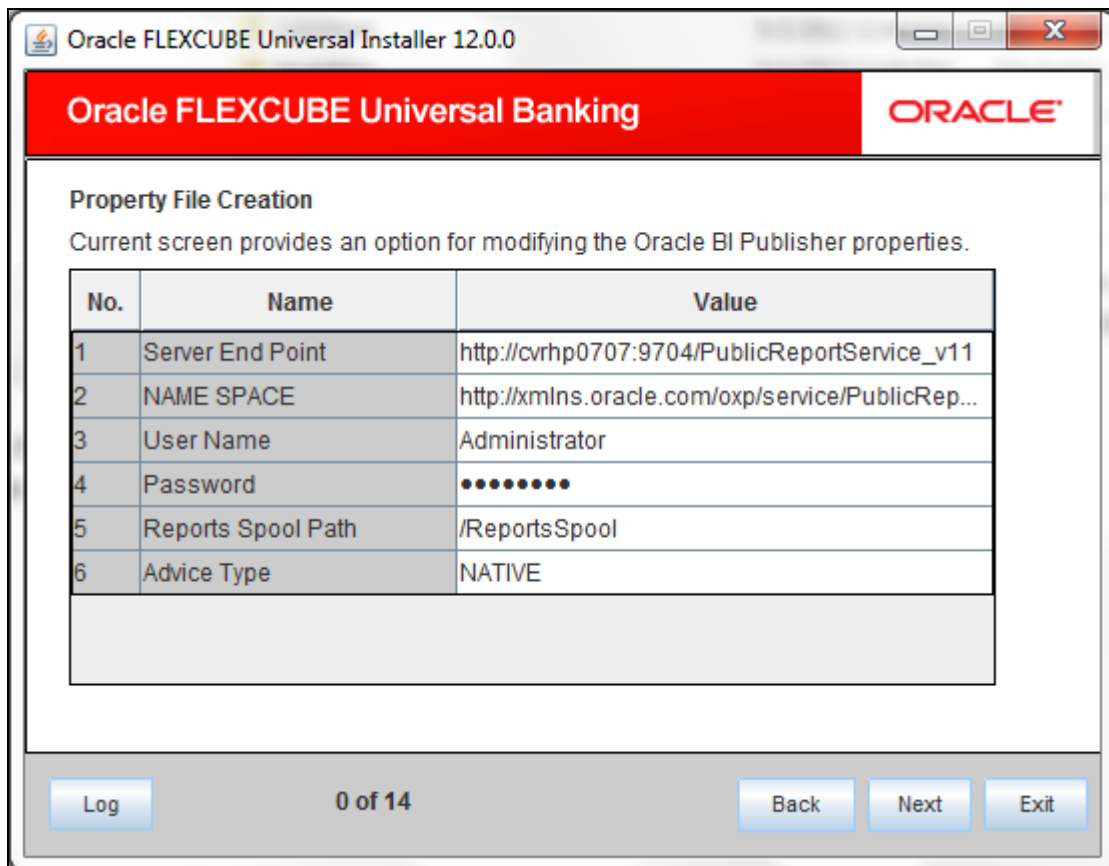 Oracle FLEXCUBE Universal Installer 12.0.0
Oracle FLEXCUBE Universal Banking
ORACLE
Property File Creation
Current screen provides an option for modifying the Oracle BI Publisher properties.
No. Name Value
1 Server End Point http://cvrhp0707:9704/PublicReportService_v11
2 NAME SPACE http://xmlns.oracle.com/oxp/service/PublicRep...
3 User Name Administrator
4 Password ●●●●●●●●
5 Reports Spool Path /ReportsSpool
6 Advice Type NATIVE
Log 0 of 14 Back Next Exit